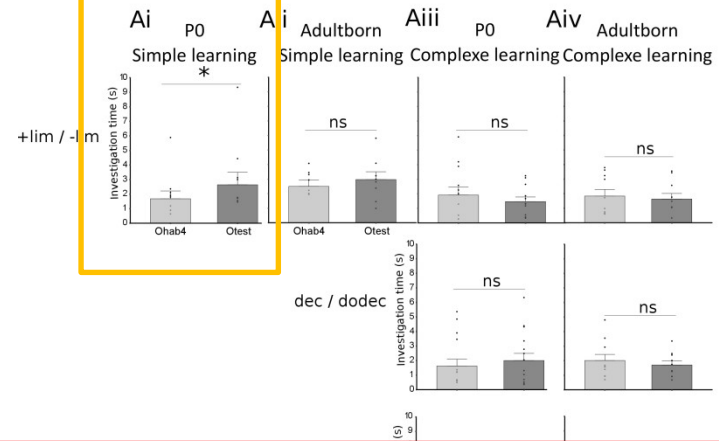 Ai
P0
Simple learning
Aii
Adultborn
Simple learning
Aiii
P0
Complexe learning
Aiv
Adultborn
Complexe learning
+lim / -lim
Investigation time (s)
10
9
8
7
6
5
4
3
2
1
0
*
ns
ns
ns
Ohab4
Otest
Ohab4
Otest
dec / dodec
Investigation time (s)
10
9
8
7
6
5
4
3
2
1
0
ns
ns
10
9
(s)